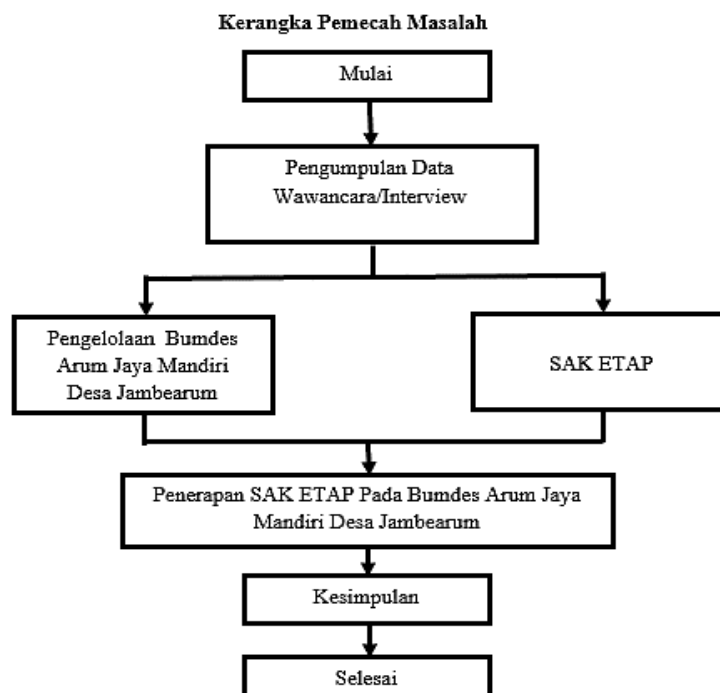 Kerangka Pemecah Masalah
Mulai
Pengumpulan Data
Wawancara/Interview
Pengelolaan Bumdes
Arum Jaya Mandiri
Desa Jambearum
SAK ETAP
Penerapan SAK ETAP Pada Bumdes Arum Jaya
Mandiri Desa Jambearum
Kesimpulan
Selesai